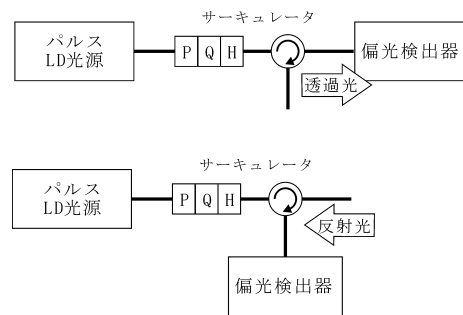 サーキュレータ
パルス
LD光源
P Q H
偏光検出器
透過光
サーキュレータ
パルス
LD光源
P Q H
反射光
偏光検出器